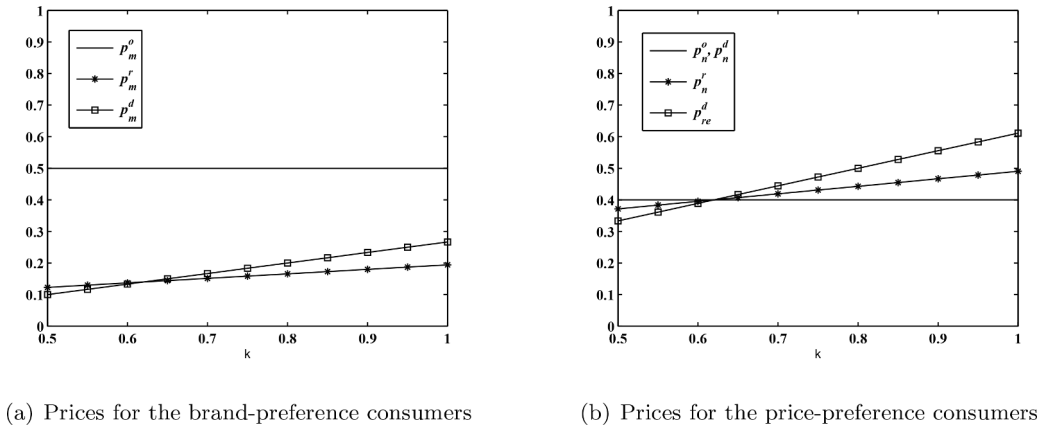 1
0.9
0.8
0.7
0.6
0.5
0.4
0.3
0.2
0.1
0
0.5 0.6 0.7 0.8 0.9 1
k
p_m^o
p_m^r
p_m^d
(a) Prices for the brand-preference consumers
1
0.9
0.8
0.7
0.6
0.5
0.4
0.3
0.2
0.1
0
0.5 0.6 0.7 0.8 0.9 1
k
p_n^o, p_n^d
p_n^r
p_re^d
(b) Prices for the price-preference consumers